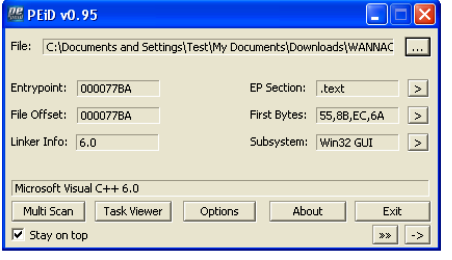 PEiD v0.95
File: C:\Documents and Settings\Test\My Documents\Downloads\WANNAC ...
Entrypoint: 000077BA EP Section: .text >
File Offset: 000077BA First Bytes: 55,8B,EC,6A >
Linker Info: 6.0 Subsystem: Win32 GUI >
Microsoft Visual C++ 6.0
Multi Scan Task Viewer Options About Exit
Stay on top »» ->